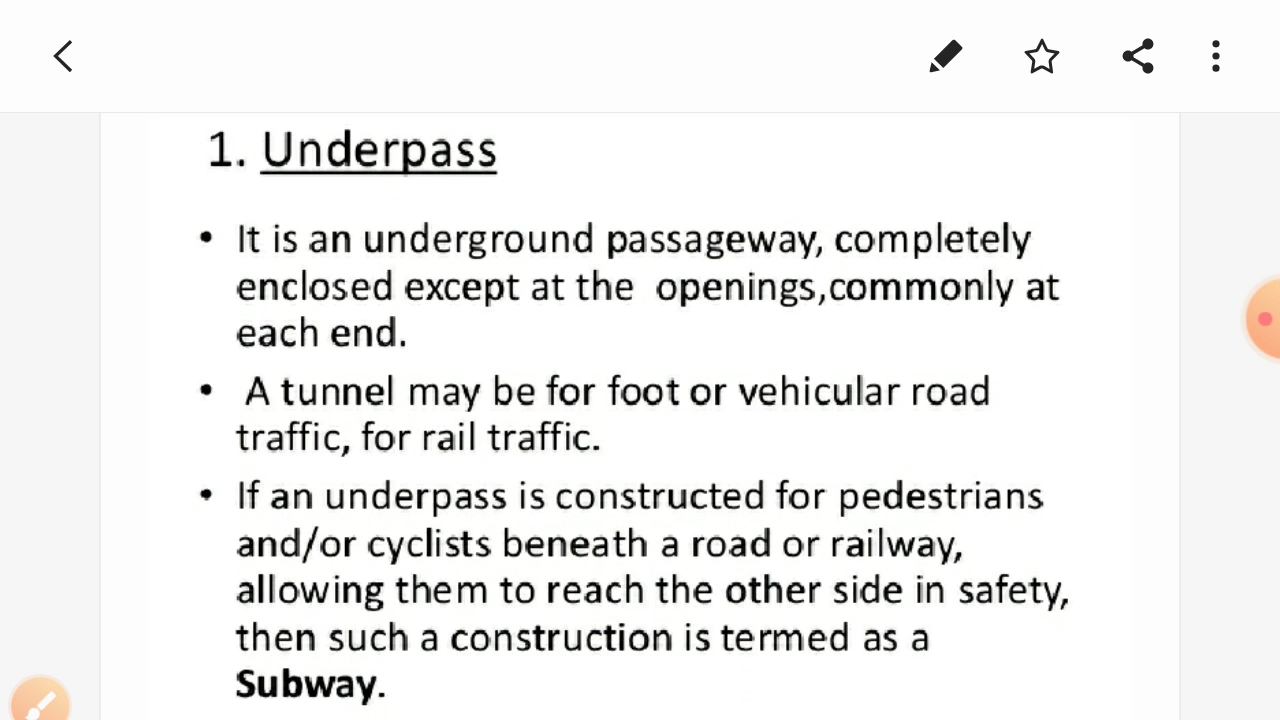 1. Underpass
• It is an underground passageway, completely
enclosed except at the  openings,commonly at
each end.
•  A tunnel may be for foot or vehicular road
traffic, for rail traffic.
• If an underpass is constructed for pedestrians
and/or cyclists beneath a road or railway,
allowing them to reach the other side in safety,
then such a construction is termed as a
Subway.